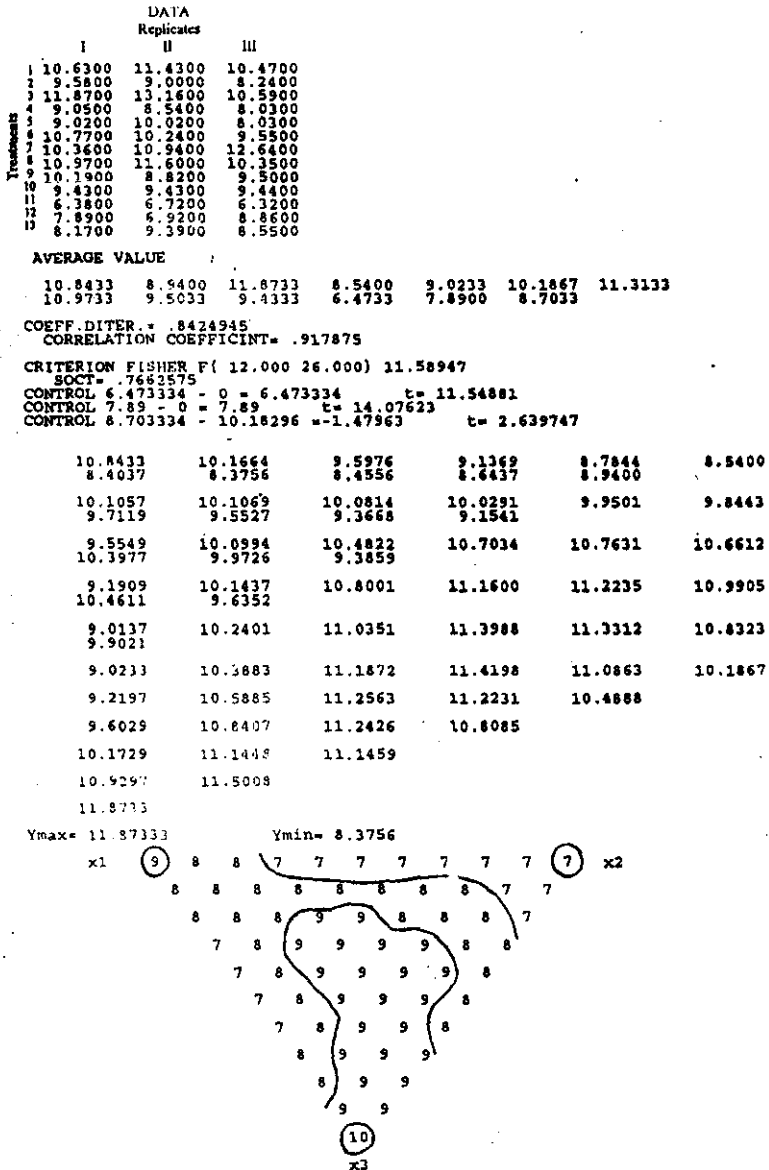 DATA
Replicates
I II III
Treatments
1 10.6300 11.4300 10.4700
2 9.5800 9.0000 8.2400
3 11.8700 13.1600 10.5900
4 9.0500 8.5400 8.0300
5 9.0200 10.0200 8.0300
6 10.7700 10.2400 9.5500
7 10.3600 10.9400 12.6400
8 10.9700 11.6000 10.3500
9 10.1900 8.8200 9.5000
10 9.4300 9.4300 9.4400
11 6.3800 6.7200 6.3200
12 7.8900 6.9200 8.8600
13 8.1700 9.3900 8.5500
AVERAGE VALUE :
10.8433 8.9400 11.8733 8.5400 9.0233 10.1867 11.3133
10.9733 9.5033 9.4333 6.4733 7.8900 8.7033
COEFF.DITER.= .8424945
CORRELATION COEFFICINT= .917875
CRITERION FISHER F( 12.000 26.000) 11.58947
SOCT= .7662575
CONTROL 6.473334 - 0 = 6.473334 t= 11.54881
CONTROL 7.89 - 0 = 7.89 t= 14.07623
CONTROL 8.703334 - 10.18296 =-1.47963 t= 2.639747
10.8433 10.1664 9.5976 9.1369 8.7844 8.5400
8.4037 8.3756 8.4556 8.6437 8.9400
10.1057 10.1069 10.0814 10.0291 9.9501 9.8443
9.7119 9.5527 9.3668 9.1541
9.5549 10.0994 10.4822 10.7034 10.7631 10.6612
10.3977 9.9726 9.3859
9.1909 10.1437 10.8001 11.1600 11.2235 10.9905
10.4611 9.6352
9.0137 10.2401 11.0351 11.3988 11.3312 10.8323
9.9021
9.0233 10.3883 11.1872 11.4198 11.0863 10.1867
9.2197 10.5885 11.2563 11.2231 10.4888
9.6029 10.8407 11.2426 10.8085
10.1729 11.1448 11.1459
10.9297 11.5008
11.8733
Ymax= 11.87333 Ymin= 8.3756
x1 9 8 8 7 7 7 7 7 7 7 7 x2
8 8 8 8 8 8 8 8 7 7
8 8 8 9 9 8 8 8 7
7 8 9 9 9 9 8 8
7 8 9 9 9 9 8
7 8 9 9 9 8
7 8 9 9 8
8 9 9 9
8 9 9
9 9
10
x3